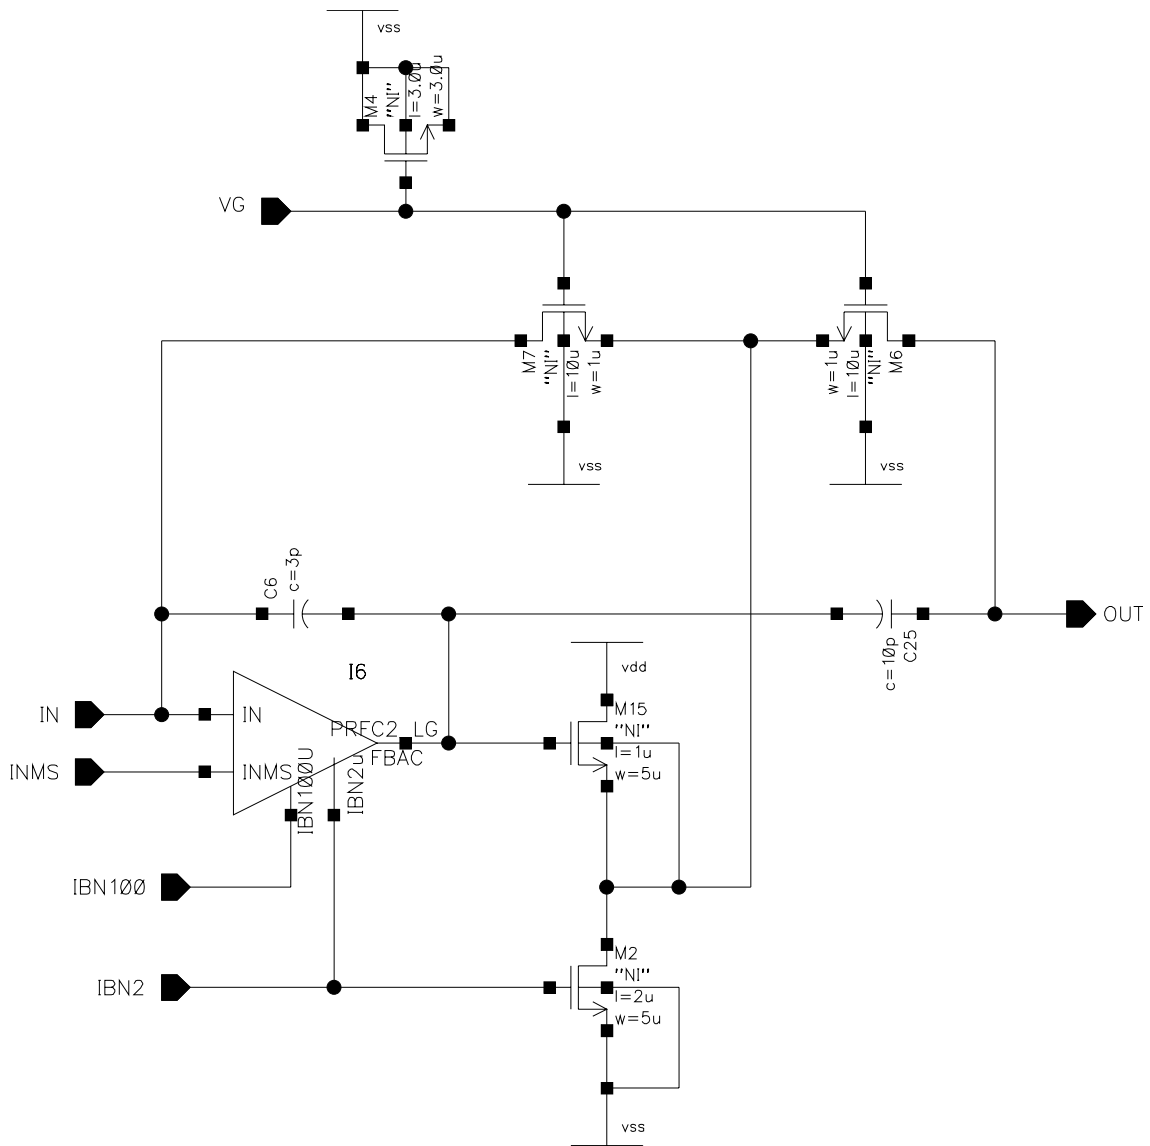 vss
M4
"NI"
l=3.0u
w=3.0u
VG
M7
"NI"
l=10u
w=1u
w=1u
l=10u
"NI"
M6
vss
vss
C6
c=3p
OUT
c=10p
C25
I6
vdd
M15
"NI"
l=1u
w=5u
IN
IN
PRFC2_LG
FBAC
INMS
INMS
IBN100U
IBN2u
IBN100
M2
"NI"
l=2u
w=5u
IBN2
vss